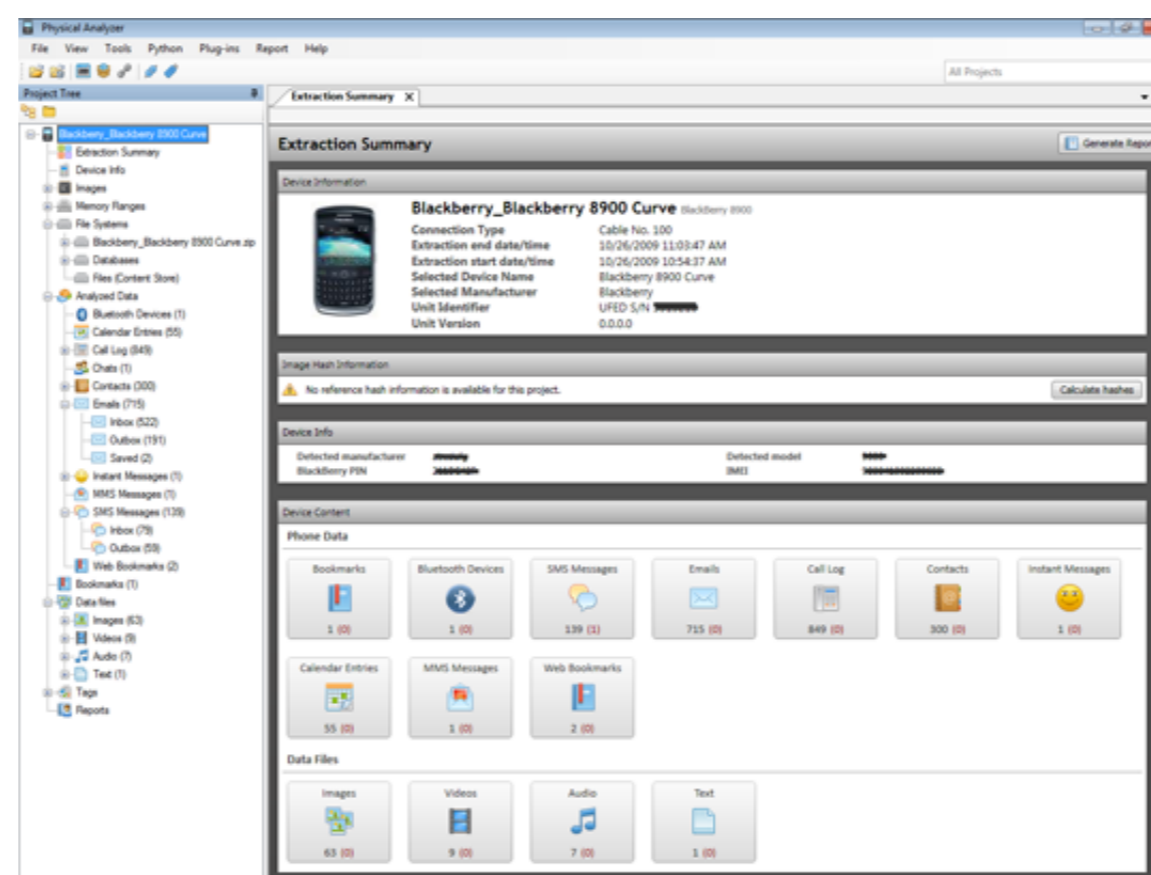 Physical Analyzer
File View Tools Python Plug-ins Report Help
All Projects
Project Tree
Extraction Summary X
Blackberry_Blackberry 8900 Curve
Extraction Summary
Device Info
Images
Memory Ranges
File Systems
Blackberry_Blackberry 8900 Curve.zip
Databases
Files (Content Store)
Analyzed Data
Bluetooth Devices (1)
Calendar Entries (55)
Call Log (849)
Chats (1)
Contacts (300)
Emails (715)
Inbox (522)
Outbox (191)
Saved (2)
Instant Messages (1)
MMS Messages (1)
SMS Messages (139)
Inbox (79)
Outbox (59)
Web Bookmarks (2)
Bookmarks (1)
Data files
Images (63)
Videos (9)
Audio (7)
Text (1)
Tags
Reports
Extraction Summary
Generate Repor
Device Information
Blackberry_Blackberry 8900 Curve BlackBerry 8900
Connection Type Cable No. 100
Extraction end date/time 10/26/2009 11:03:47 AM
Extraction start date/time 10/26/2009 10:54:37 AM
Selected Device Name Blackberry 8900 Curve
Selected Manufacturer Blackberry
Unit Identifier UFED S/N
Unit Version 0.0.0.0
Image Hash Information
No reference hash information is available for this project.
Calculate hashes
Device Info
Detected manufacturer Detected model
BlackBerry PIN IMEI
Device Content
Phone Data
Bookmarks Bluetooth Devices SMS Messages Emails Call Log Contacts Instant Messages
1 (0) 1 (0) 139 (1) 715 (0) 849 (0) 300 (0) 1 (0)
Calendar Entries MMS Messages Web Bookmarks
55 (0) 1 (0) 2 (0)
Data Files
Images Videos Audio Text
63 (0) 9 (0) 7 (0) 1 (0)